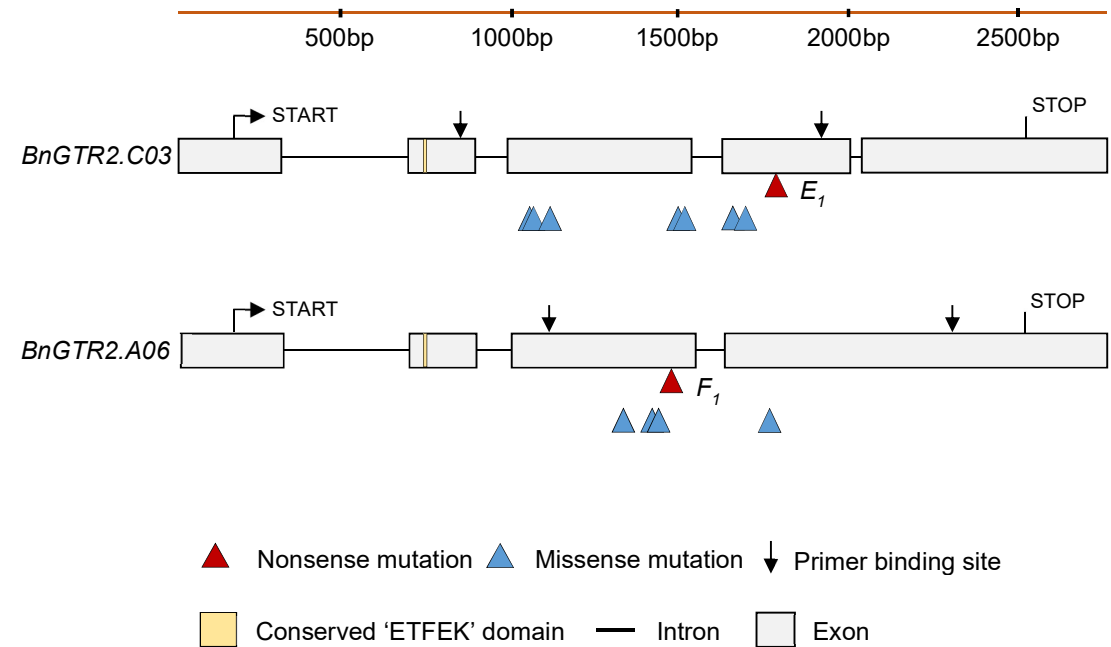 500bp 1000bp 1500bp 2000bp 2500bp
START STOP
BnGTR2.C03
E1
START STOP
BnGTR2.A06
F1
Nonsense mutation Missense mutation Primer binding site
Conserved ‘ETFEK’ domain Intron Exon